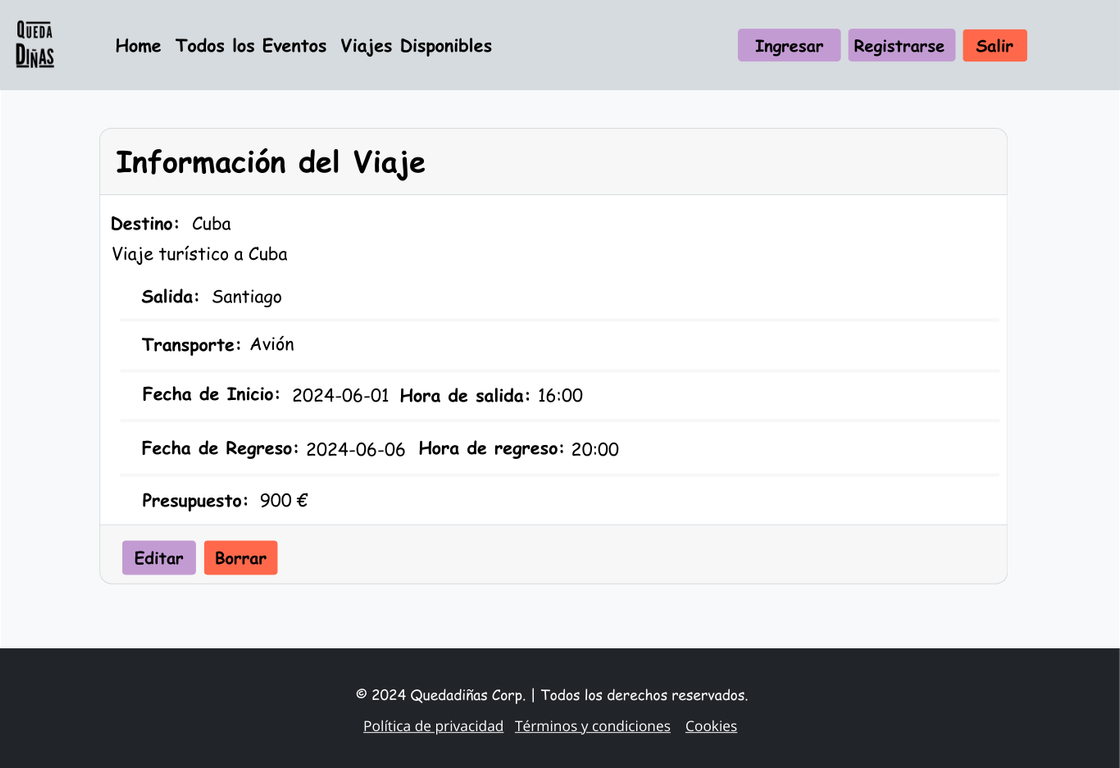 QUEDA
DIÑAS
Home Todos los Eventos Viajes Disponibles Ingresar Registrarse Salir
Información del Viaje
Destino: Cuba
Viaje turístico a Cuba
Salida: Santiago
Transporte: Avión
Fecha de Inicio: 2024-06-01 Hora de salida: 16:00
Fecha de Regreso: 2024-06-06 Hora de regreso: 20:00
Presupuesto: 900 €
Editar Borrar
© 2024 Quedadiñas Corp. | Todos los derechos reservados.
Política de privacidad Términos y condiciones Cookies